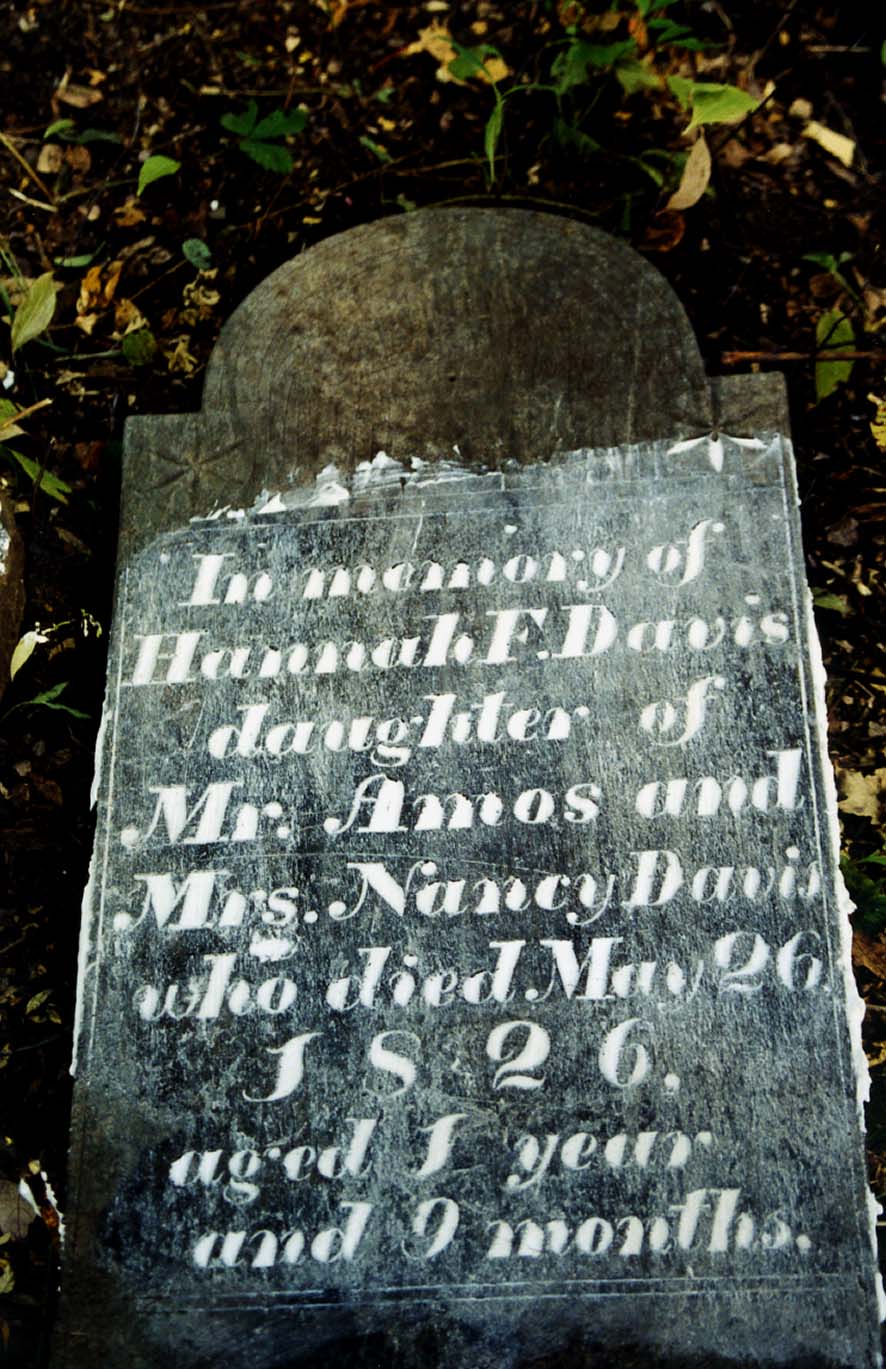 In memory of
Hannah F. Davis
daughter of
Mr. Amos and
Mrs. Nancy Davis
who died May 26.
1826.
aged 1 year
and 9 months.